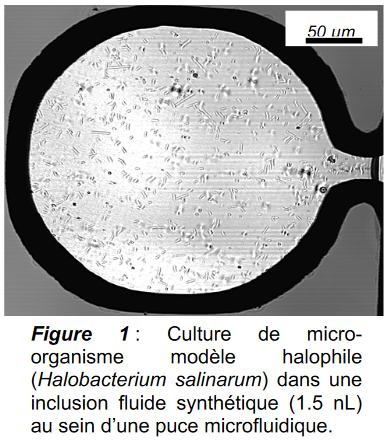 50 µm
Figure 1 : Culture de micro-
organisme modèle halophile
(Halobacterium salinarum) dans une
inclusion fluide synthétique (1.5 nL)
au sein d’une puce microfluidique.